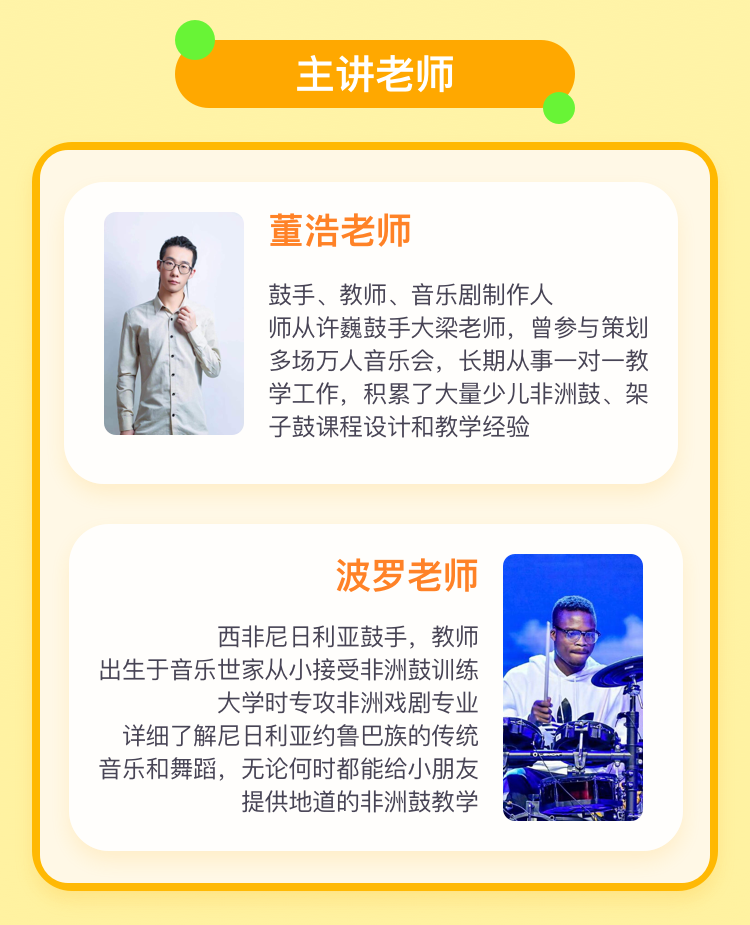 主讲老师
董浩老师
鼓手、教师、音乐剧制作人
师从许巍鼓手大梁老师，曾参与策划
多场万人音乐会，长期从事一对一教
学工作，积累了大量少儿非洲鼓、架
子鼓课程设计和教学经验
波罗老师
西非尼日利亚鼓手，教师
出生于音乐世家从小接受非洲鼓训练
大学时专攻非洲戏剧专业
详细了解尼日利亚约鲁巴族的传统
音乐和舞蹈，无论何时都能给小朋友
提供地道的非洲鼓教学